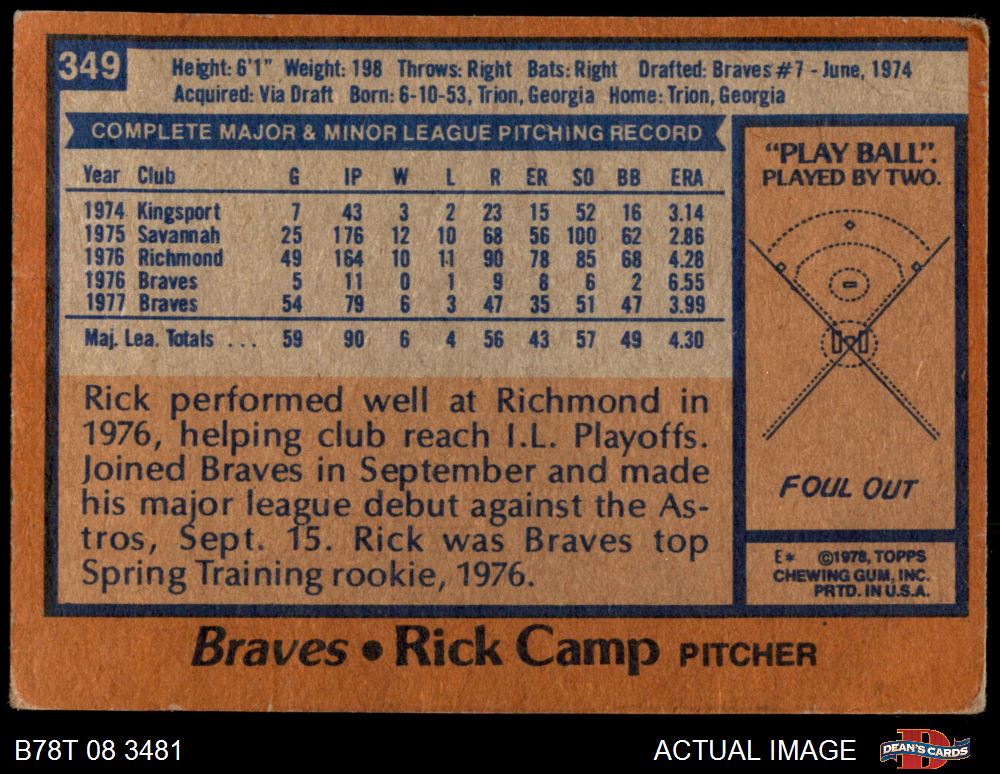 349
Height: 6'1" Weight: 198 Throws: Right Bats: Right Drafted: Braves #7 - June, 1974
Acquired: Via Draft Born: 6-10-53, Trion, Georgia Home: Trion, Georgia
COMPLETE MAJOR & MINOR LEAGUE PITCHING RECORD
Year Club G IP W L R ER SO BB ERA
1974 Kingsport 7 43 3 2 23 15 52 16 3.14
1975 Savannah 25 176 12 10 68 56 100 62 2.86
1976 Richmond 49 164 10 11 90 78 85 68 4.28
1976 Braves 5 11 0 1 9 8 6 2 6.55
1977 Braves 54 79 6 3 47 35 51 47 3.99
Maj. Lea. Totals ... 59 90 6 4 56 43 57 49 4.30
Rick performed well at Richmond in
1976, helping club reach I.L. Playoffs.
Joined Braves in September and made
his major league debut against the As-
tros, Sept. 15. Rick was Braves top
Spring Training rookie, 1976.
"PLAY BALL".
PLAYED BY TWO.
FOUL OUT
E* ©1978, TOPPS
CHEWING GUM, INC.
PRTD. IN U.S.A.
Braves • Rick Camp PITCHER
B78T 08 3481
ACTUAL IMAGE
DEAN'S CARDS